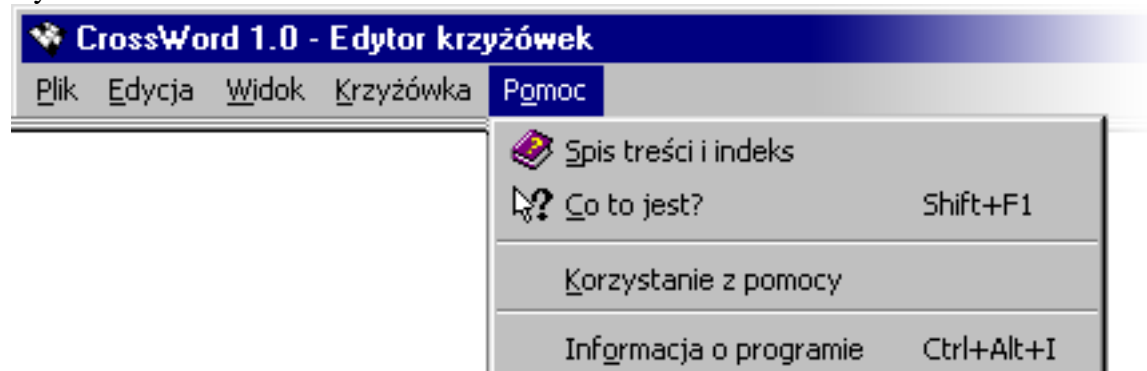 CrossWord 1.0 - Edytor krzyżówek
Plik Edycja Widok Krzyżówka Pomoc
Spis treści i indeks
Co to jest? Shift+F1
Korzystanie z pomocy
Informacja o programie Ctrl+Alt+I